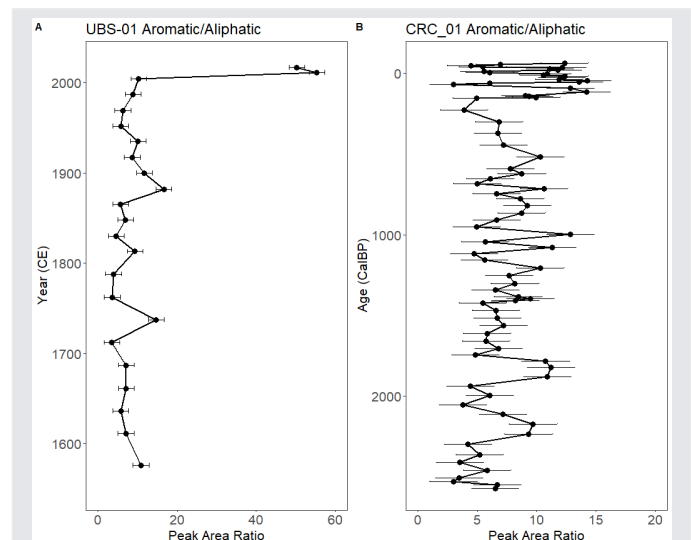 A
UBS-01 Aromatic/Aliphatic
Year (CE)
2000
1900
1800
1700
1600
0
20
40
60
Peak Area Ratio
B
CRC_01 Aromatic/Aliphatic
Age (CalBP)
0
1000
2000
0
5
10
15
20
Peak Area Ratio